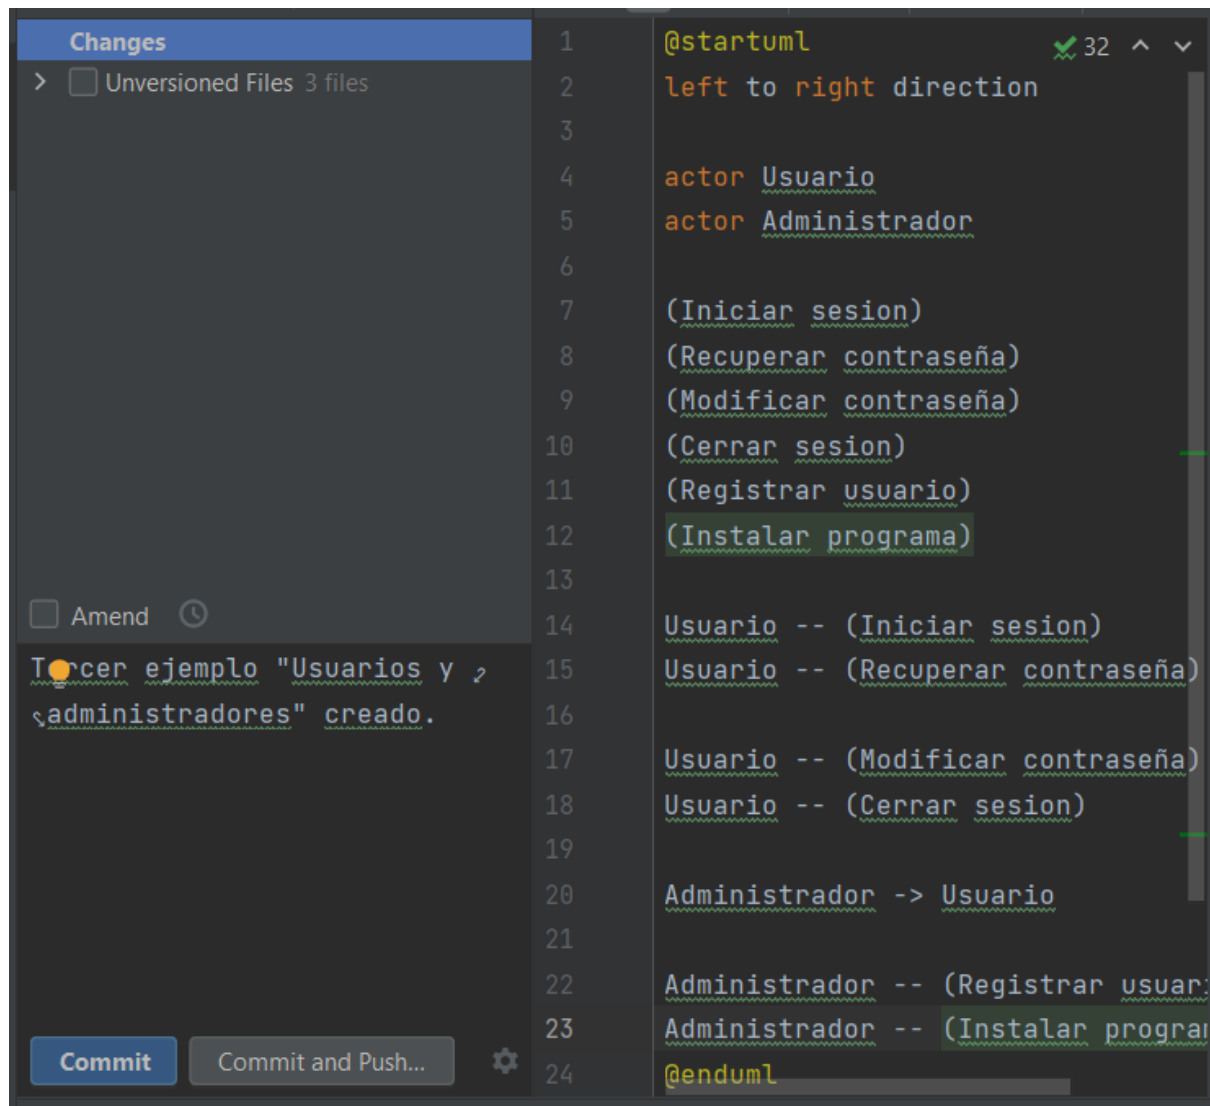 Changes
Unversioned Files 3 files
Amend
Tercer ejemplo "Usuarios y
administradores" creado.
Commit
Commit and Push...
32
1 @startuml
2 left to right direction
3
4 actor Usuario
5 actor Administrador
6
7 (Iniciar sesion)
8 (Recuperar contraseña)
9 (Modificar contraseña)
10 (Cerrar sesion)
11 (Registrar usuario)
12 (Instalar programa)
13
14 Usuario -- (Iniciar sesion)
15 Usuario -- (Recuperar contraseña)
16
17 Usuario -- (Modificar contraseña)
18 Usuario -- (Cerrar sesion)
19
20 Administrador -> Usuario
21
22 Administrador -- (Registrar usuar
23 Administrador -- (Instalar progra
24 @enduml